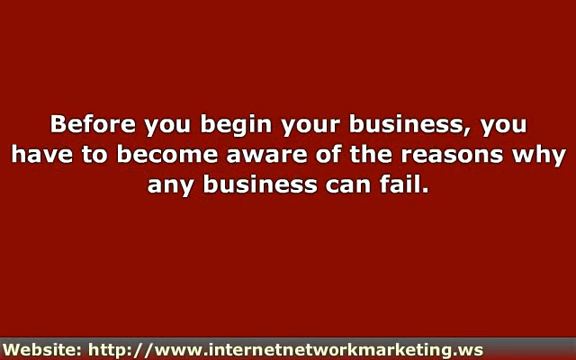 Before you begin your business, you
have to become aware of the reasons why
any business can fail.
Website: http://www.internetnetworkmarketing.ws